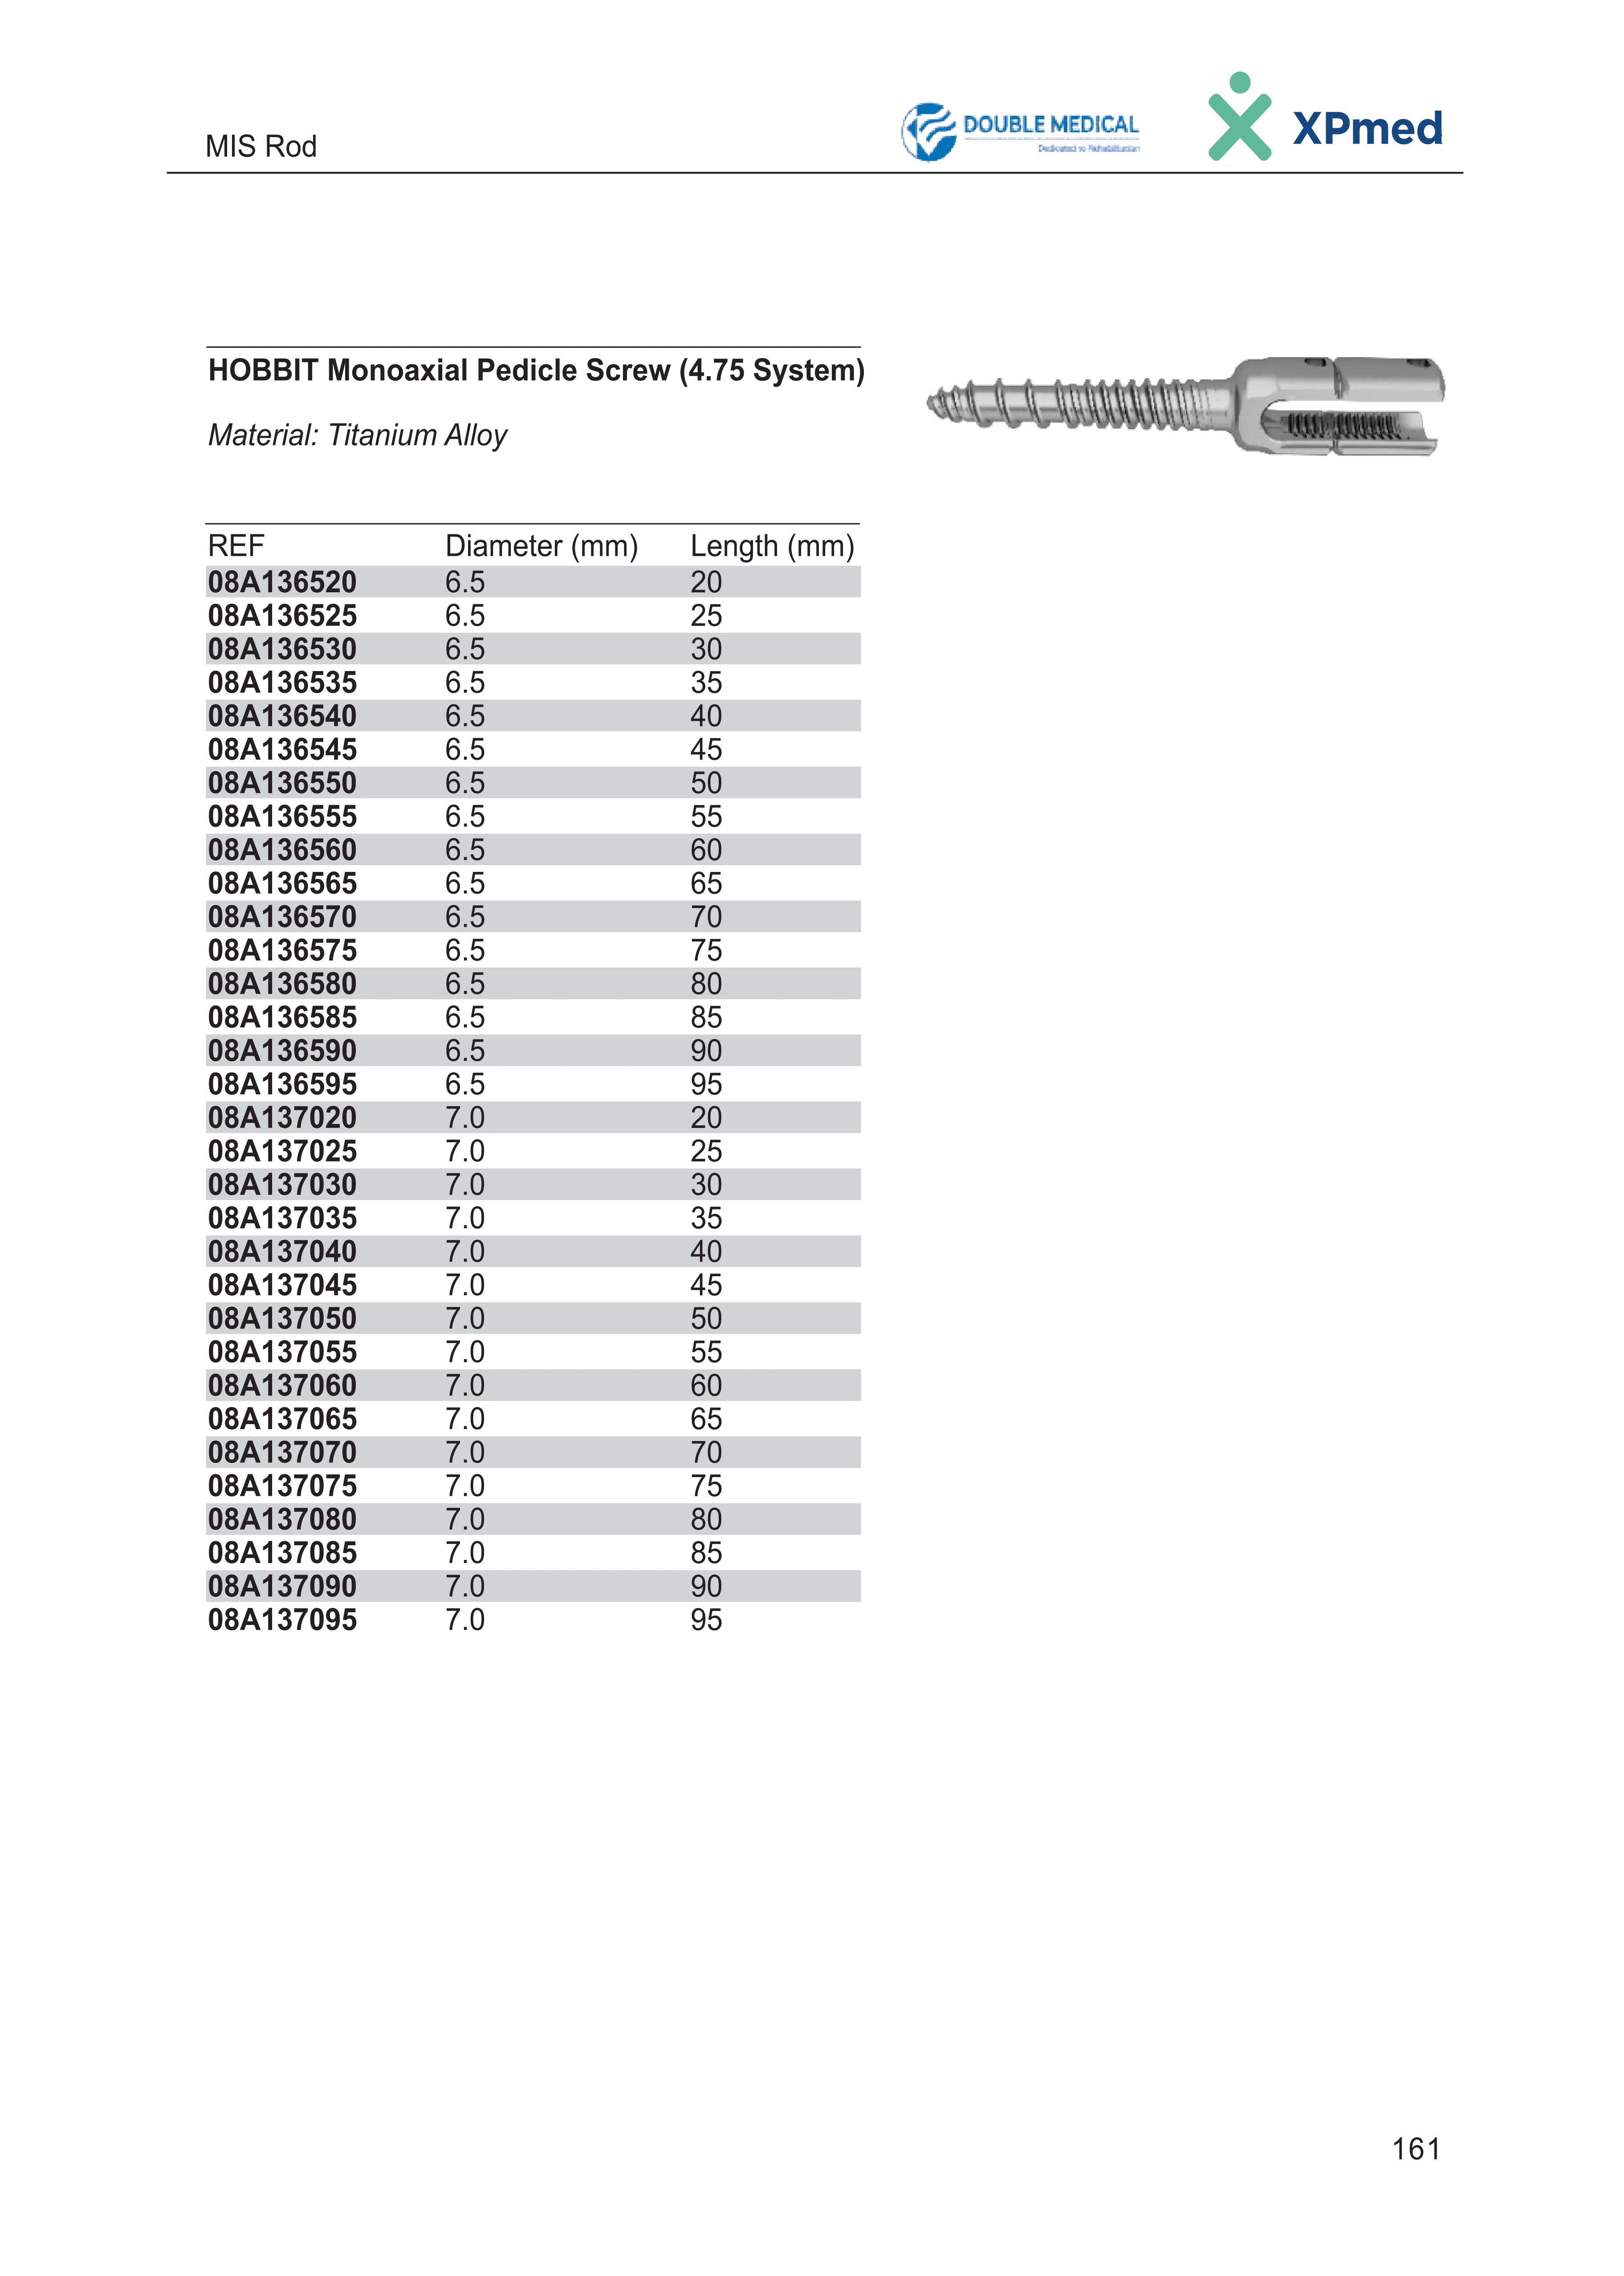 MIS Rod
DOUBLE MEDICAL
Dedicated to Rehabilitation
XPmed
HOBBIT Monoaxial Pedicle Screw (4.75 System)
Material: Titanium Alloy
REF Diameter (mm) Length (mm)
08A136520 6.5 20
08A136525 6.5 25
08A136530 6.5 30
08A136535 6.5 35
08A136540 6.5 40
08A136545 6.5 45
08A136550 6.5 50
08A136555 6.5 55
08A136560 6.5 60
08A136565 6.5 65
08A136570 6.5 70
08A136575 6.5 75
08A136580 6.5 80
08A136585 6.5 85
08A136590 6.5 90
08A136595 6.5 95
08A137020 7.0 20
08A137025 7.0 25
08A137030 7.0 30
08A137035 7.0 35
08A137040 7.0 40
08A137045 7.0 45
08A137050 7.0 50
08A137055 7.0 55
08A137060 7.0 60
08A137065 7.0 65
08A137070 7.0 70
08A137075 7.0 75
08A137080 7.0 80
08A137085 7.0 85
08A137090 7.0 90
08A137095 7.0 95
161